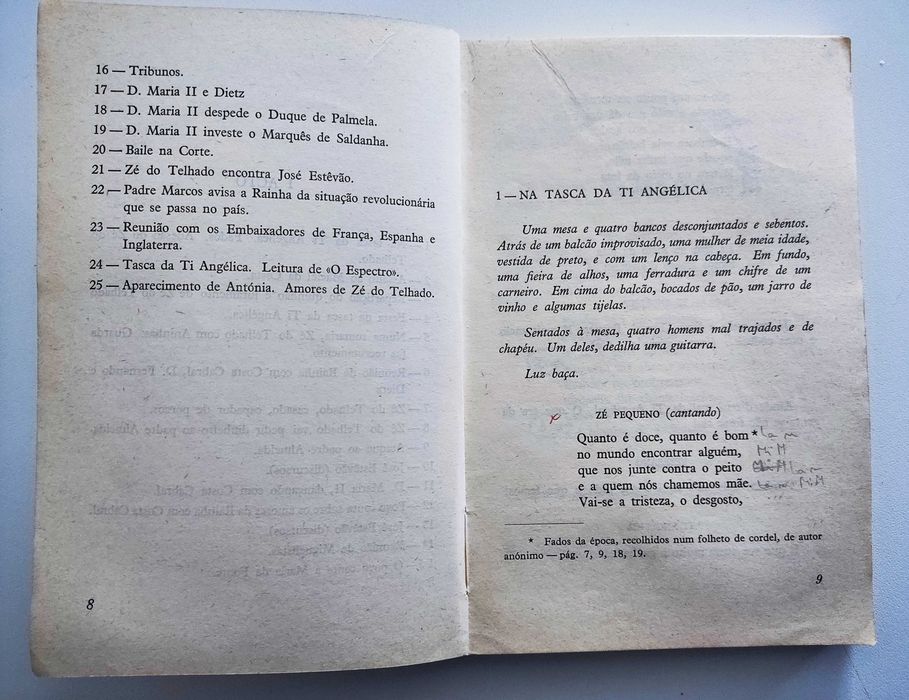 16 — Tribunos.
17 — D. Maria II e Dietz
18 — D. Maria II despede o Duque de Palmela.
19 — D. Maria II investe o Marquês de Saldanha.
20 — Baile na Corte.
21 — Zé do Telhado encontra José Estêvão.
22 — Padre Marcos avisa a Rainha da situação revolucionária
que se passa no país.
23 — Reunião com os Embaixadores de França, Espanha e
Inglaterra.
24 — Tasca da Ti Angélica. Leitura de «O Espectro».
25 — Aparecimento de Antónia. Amores de Zé do Telhado.
8
1 — NA TASCA DA TI ANGÉLICA
Uma mesa e quatro bancos desconjuntados e sebentos.
Atrás de um balcão improvisado, uma mulher de meia idade,
vestida de preto, e com um lenço na cabeça. Em fundo,
uma fieira de alhos, uma ferradura e um chifre de um
carneiro. Em cima do balcão, bocados de pão, um jarro de
vinho e algumas tijelas.
Sentados à mesa, quatro homens mal trajados e de
chapéu. Um deles, dedilha uma guitarra.
Luz baça.
ZÉ PEQUENO (cantando)
Quanto é doce, quanto é bom * La m
no mundo encontrar alguém, Mi M
que nos junte contra o peito La m
e a quem nós chamemos mãe. Mi M
Vai-se a tristeza, o desgosto,
* Fados da época, recolhidos num folheto de cordel, de autor
anónimo — pág. 7, 9, 18, 19.
9